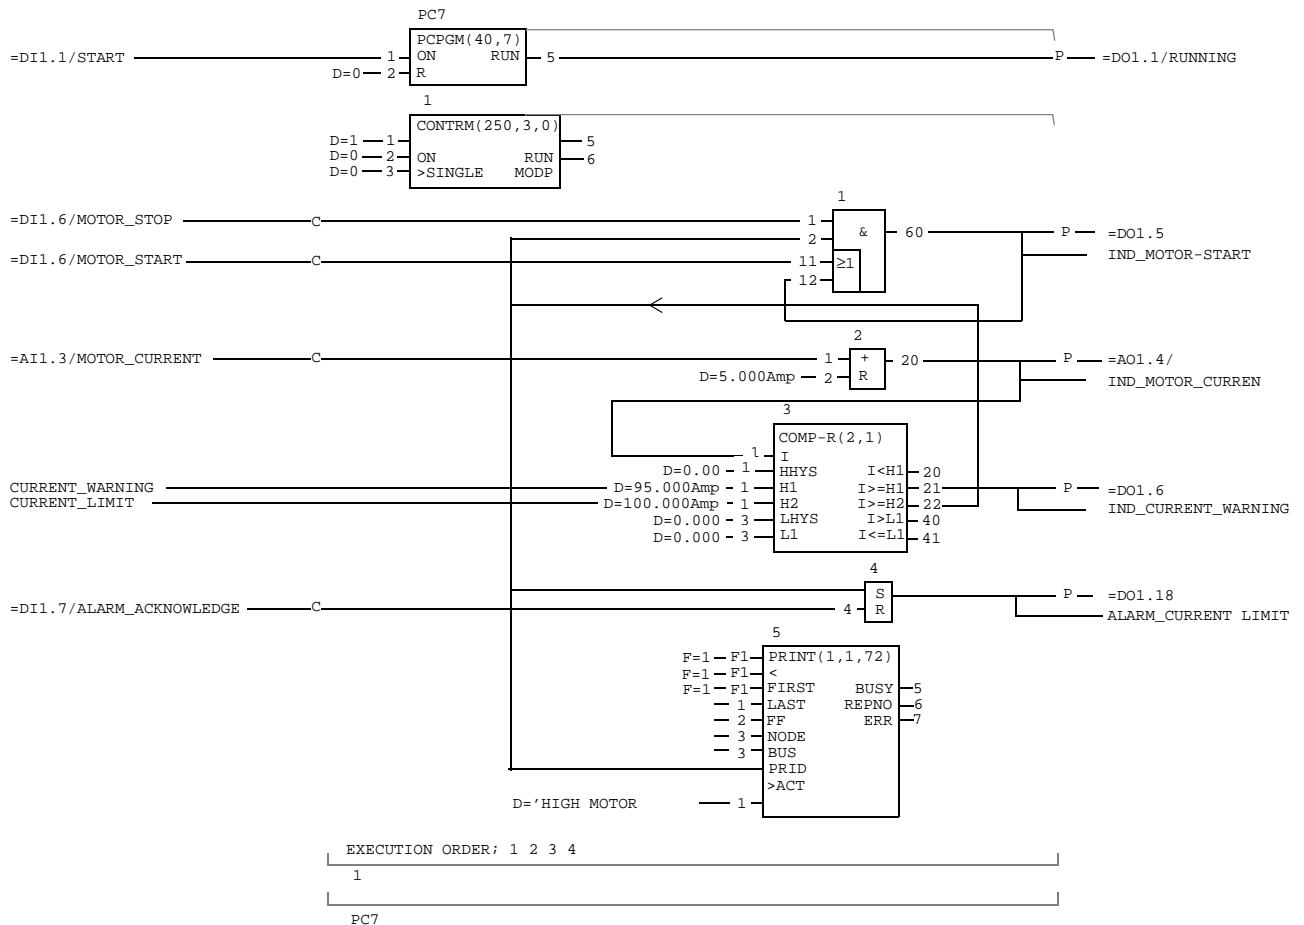 PC7
PCPGM(40,7)
=DI1.1/START 1 ON RUN 5 P =DO1.1/RUNNING
D=0 2 R
1
CONTRM(250,3,0)
D=1 1 5
D=0 2 ON RUN 6
D=0 3 >SINGLE MODP
1
=DI1.6/MOTOR_STOP C 1
2 & 60 P =DO1.5
IND_MOTOR-START
=DI1.6/MOTOR_START C 11 ≥1
12
2
=AI1.3/MOTOR_CURRENT C 1 + 20 P =AO1.4/
D=5.000Amp 2 R IND_MOTOR_CURREN
3
COMP-R(2,1)
1 I
D=0.00 1 HHYS I<H1 20
CURRENT_WARNING D=95.000Amp 1 H1 I>=H1 21 P =DO1.6
CURRENT_LIMIT D=100.000Amp 1 H2 I>=H2 22 IND_CURRENT_WARNING
D=0.000 3 LHYS I>L1 40
D=0.000 3 L1 I<=L1 41
4
S P =DO1.18
=DI1.7/ALARM_ACKNOWLEDGE C 4 R ALARM_CURRENT LIMIT
5
F=1 F1 PRINT(1,1,72)
F=1 F1 <
F=1 F1 FIRST BUSY 5
1 LAST REPNO 6
2 FF ERR 7
3 NODE
3 BUS
PRID
>ACT
D='HIGH MOTOR 1
EXECUTION ORDER; 1 2 3 4
1
PC7